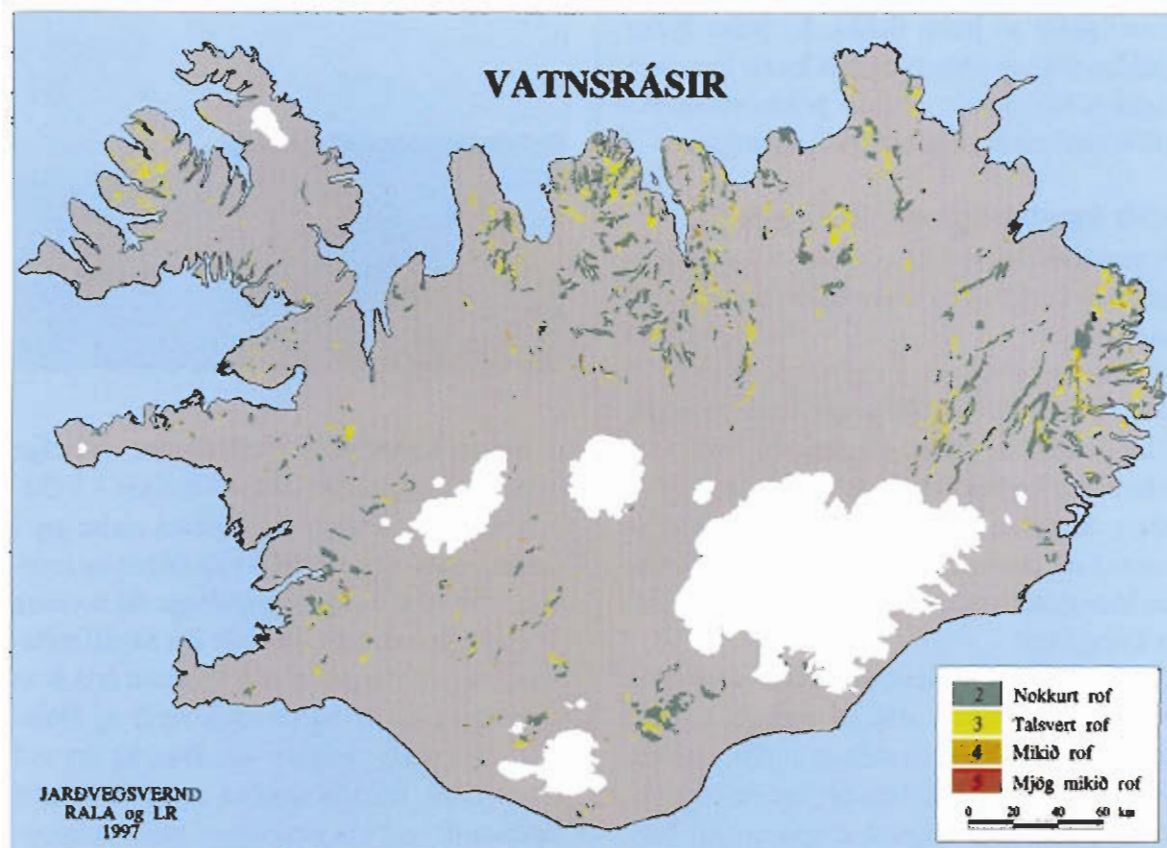 VATNSRÁSIR
2 Nokkurt rof
3 Talsvert rof
4 Mikið rof
5 Mjög mikið rof
0 20 40 60 km
JARÐVEGSVERND
RALA og LR
1997